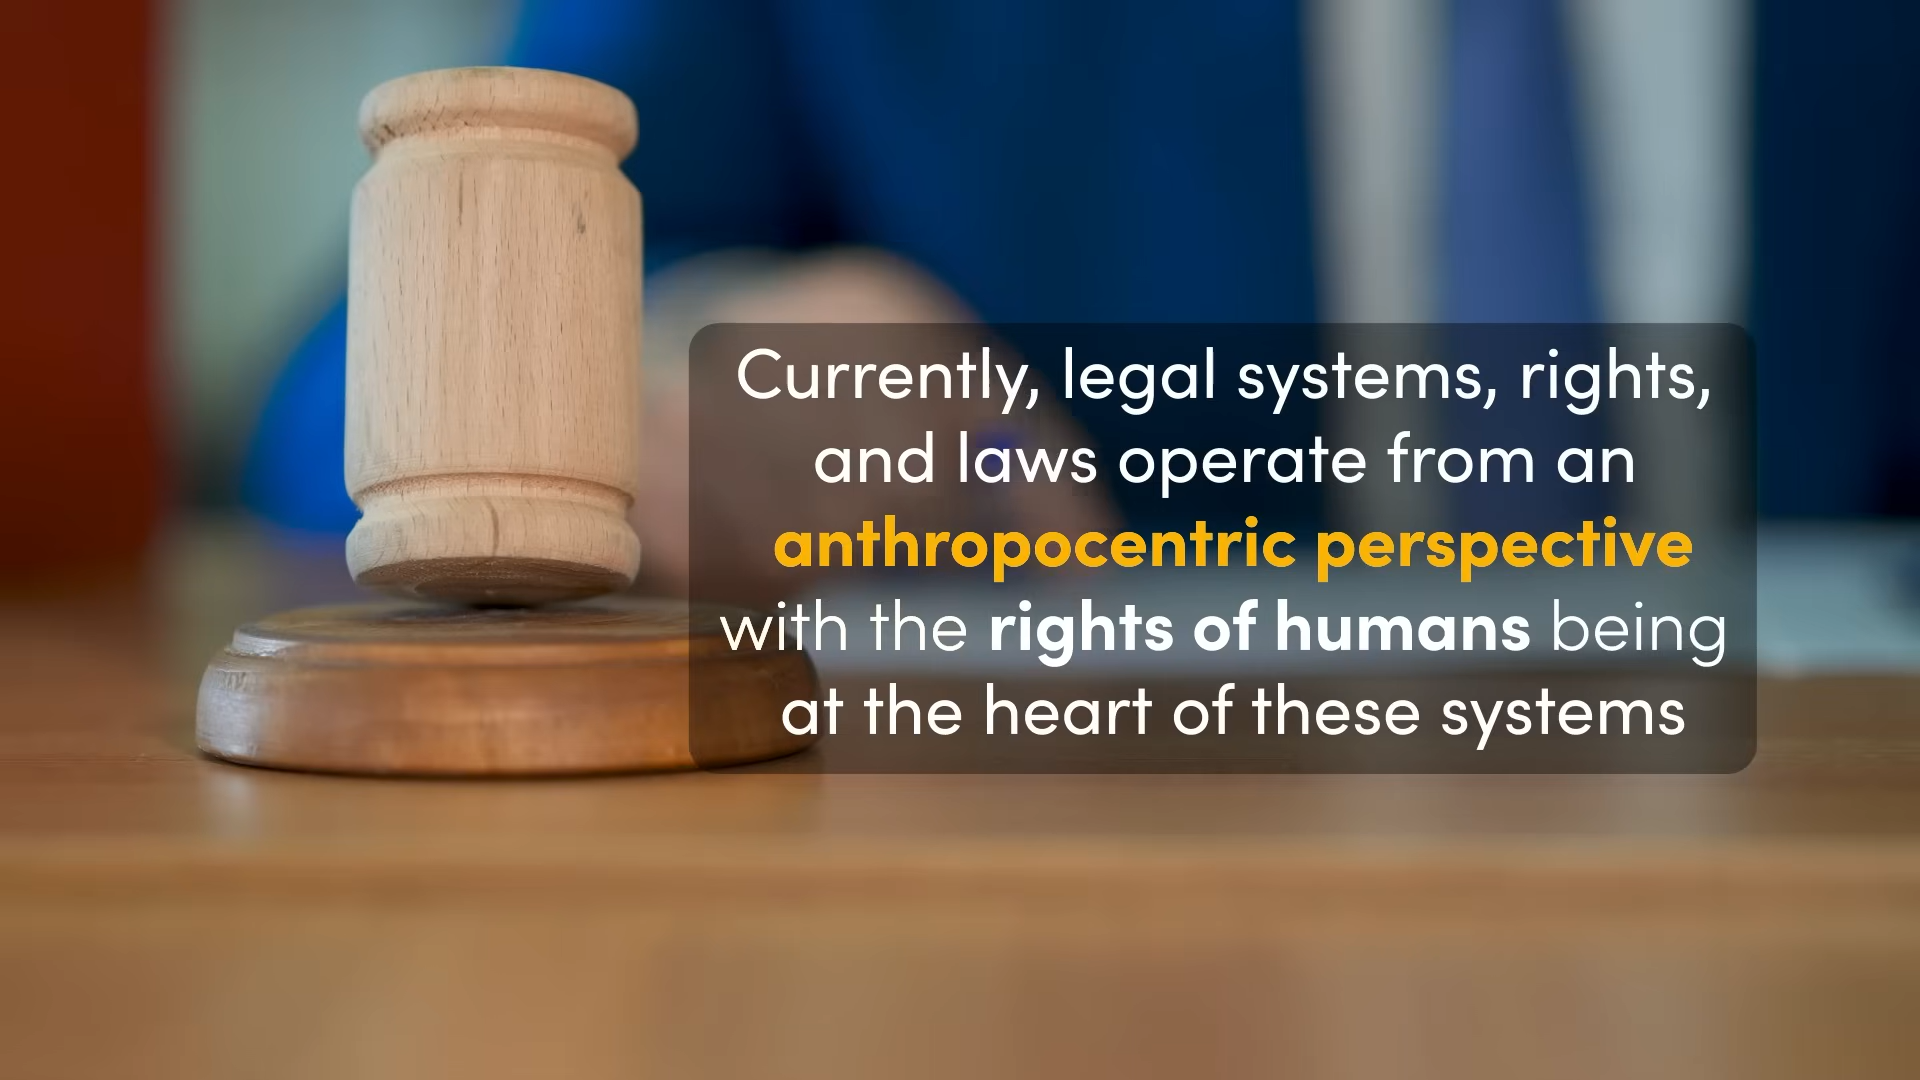 Currently, legal systems, rights,
and laws operate from an
anthropocentric perspective
with the rights of humans being
at the heart of these systems